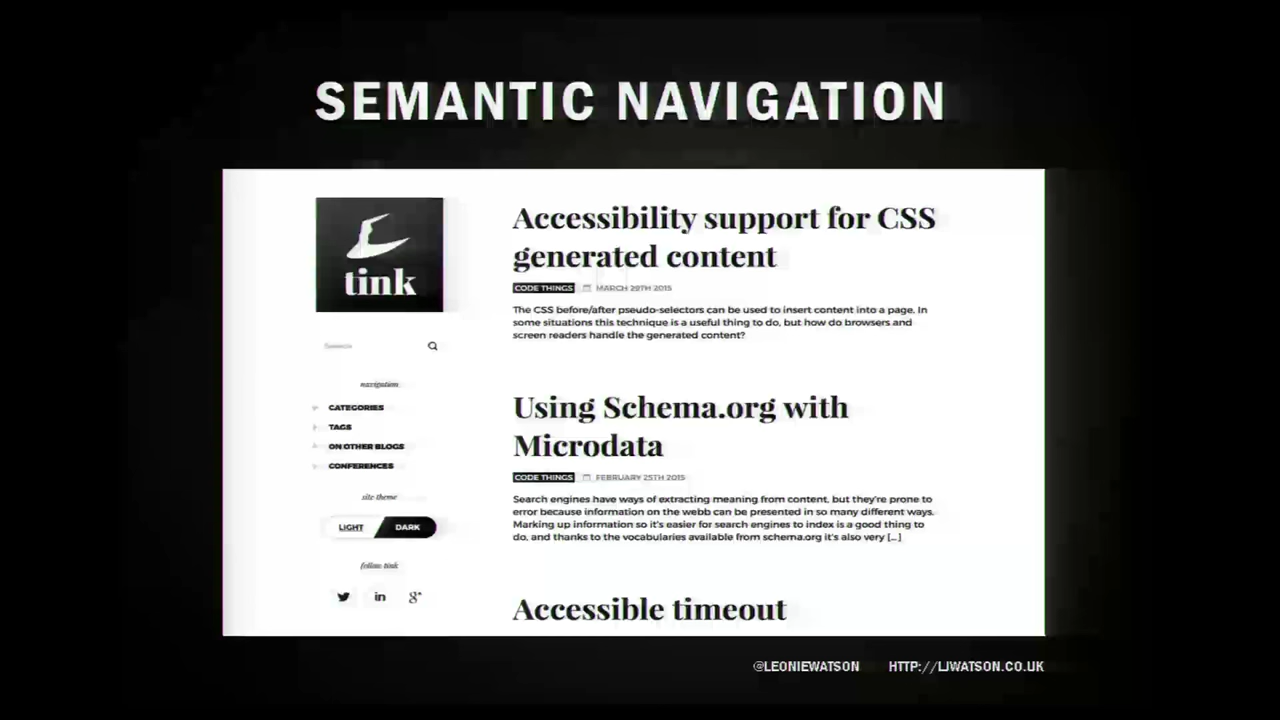 SEMANTIC NAVIGATION
tink
Search
navigation
CATEGORIES
TAGS
ON OTHER BLOGS
CONFERENCES
site theme
LIGHT DARK
follow tink
in
g+
Accessibility support for CSS
generated content
CODE THINGS MARCH 29TH 2015
The CSS before/after pseudo-selectors can be used to insert content into a page. In
some situations this technique is a useful thing to do, but how do browsers and
screen readers handle the generated content?
Using Schema.org with
Microdata
CODE THINGS FEBRUARY 25TH 2015
Search engines have ways of extracting meaning from content, but they're prone to
error because information on the webb can be presented in so many different ways.
Marking up information so it's easier for search engines to index is a good thing to
do, and thanks to the vocabularies available from schema.org it's also very [...]
Accessible timeout
@LEONIEWATSON HTTP://LJWATSON.CO.UK